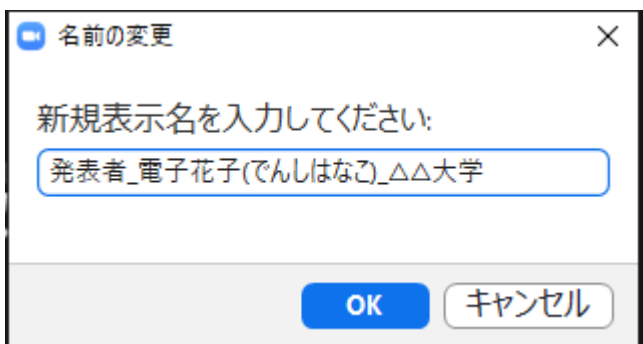 名前の変更
新規表示名を入力してください:
発表者_電子花子(でんしはなこ)_△△大学
OK
キャンセル